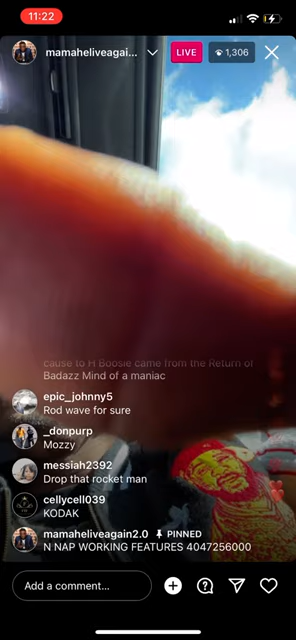 11:22
mamaheliveagai...
LIVE
1,306
cause to H Boosie came from the Return of
Badazz Mind of a maniac
epic_johnny5
Rod wave for sure
_donpurp
Mozzy
messiah2392
Drop that rocket man
cellycell039
KODAK
mamaheliveagain2.0 PINNED
N NAP WORKING FEATURES 4047256000
Add a comment...